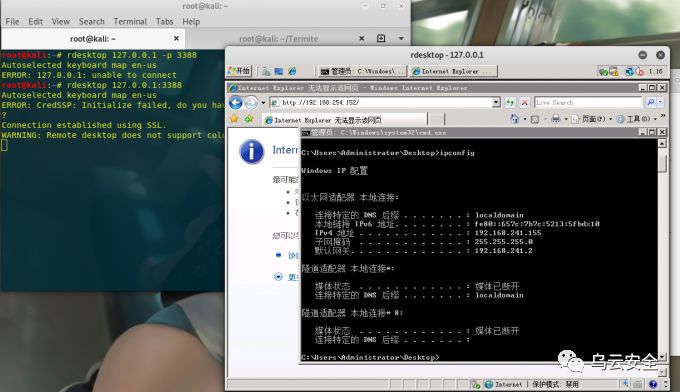 root@kali: ~
File Edit View Search Terminal Tabs Help
root@kali: ~
root@kali: ~/Termite
root@kali:~# rdesktop 127.0.0.1 -p 3388
Autoselected keyboard map en-us
ERROR: 127.0.0.1: unable to connect
root@kali:~# rdesktop 127.0.0.1:3388
Autoselected keyboard map en-us
ERROR: CredSSP: Initialize failed, do you hav
?
Connection established using SSL.
WARNING: Remote desktop does not support colo
rdesktop - 127.0.0.1
开始
管理员: C:\Windows\...
Internet Explorer ...
1:16
Internet Explorer 无法显示该网页 - Windows Internet Explorer
http://192.168.254.152/
Live Search
Internet Explorer 无法显示该网页
页面(P)
工具(O)
Inter
最可能
您可以
诊断
更多
管理员: C:\Windows\system32\cmd.exe
C:\Users\Administrator\Desktop>ipconfig
Windows IP 配置
以太网适配器 本地连接:
连接特定的 DNS 后缀 . . . . . . . : localdomain
本地链接 IPv6 地址. . . . . . . . : fe80::657c:7b7c:5213:5fbd%10
IPv4 地址 . . . . . . . . . . . . : 192.168.241.155
子网掩码 . . . . . . . . . . . . : 255.255.255.0
默认网关. . . . . . . . . . . . . : 192.168.241.2
隧道适配器 本地连接*:
媒体状态 . . . . . . . . . . . . : 媒体已断开
连接特定的 DNS 后缀 . . . . . . . : localdomain
隧道适配器 本地连接* 8:
媒体状态 . . . . . . . . . . . . : 媒体已断开
连接特定的 DNS 后缀 . . . . . . . :
C:\Users\Administrator\Desktop>
Internet | 保护模式: 禁用
乌云安全